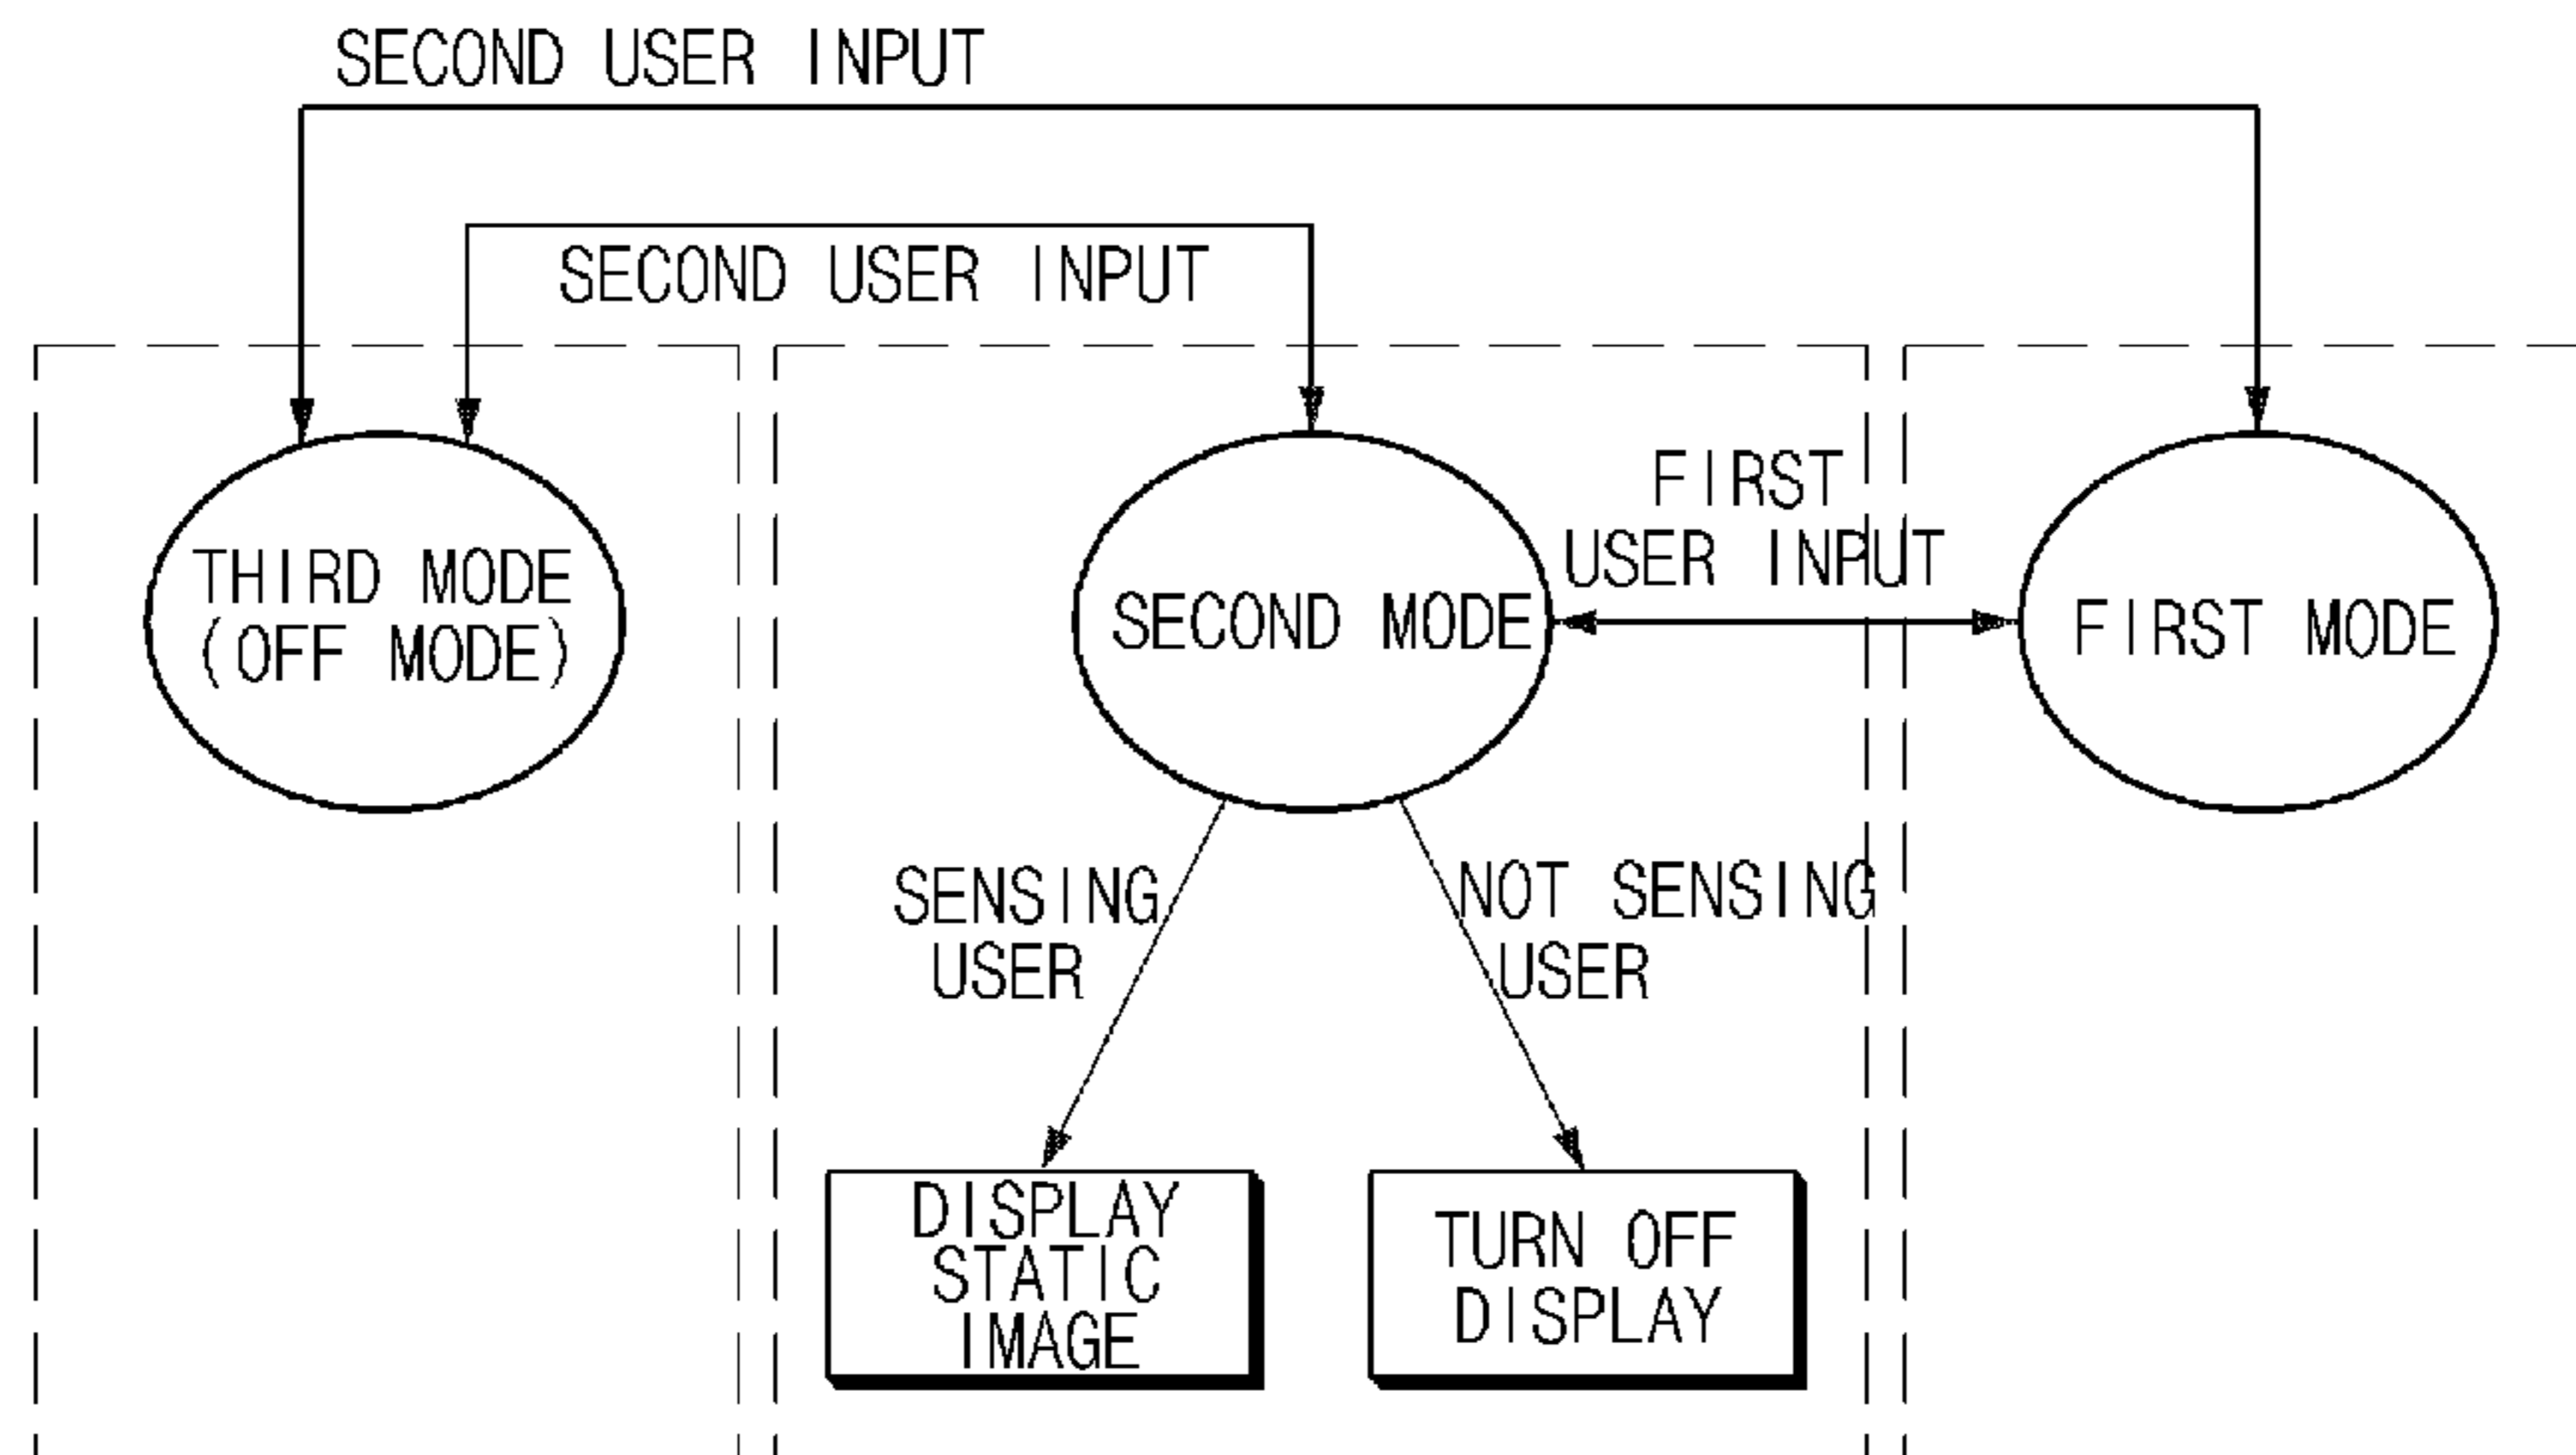 SECOND USER INPUT
SECOND USER INPUT
THIRD MODE
(OFF MODE)
SECOND MODE
FIRST
USER INPUT
FIRST MODE
SENSING
USER
NOT SENSING
USER
DISPLAY
STATIC
IMAGE
TURN OFF
DISPLAY